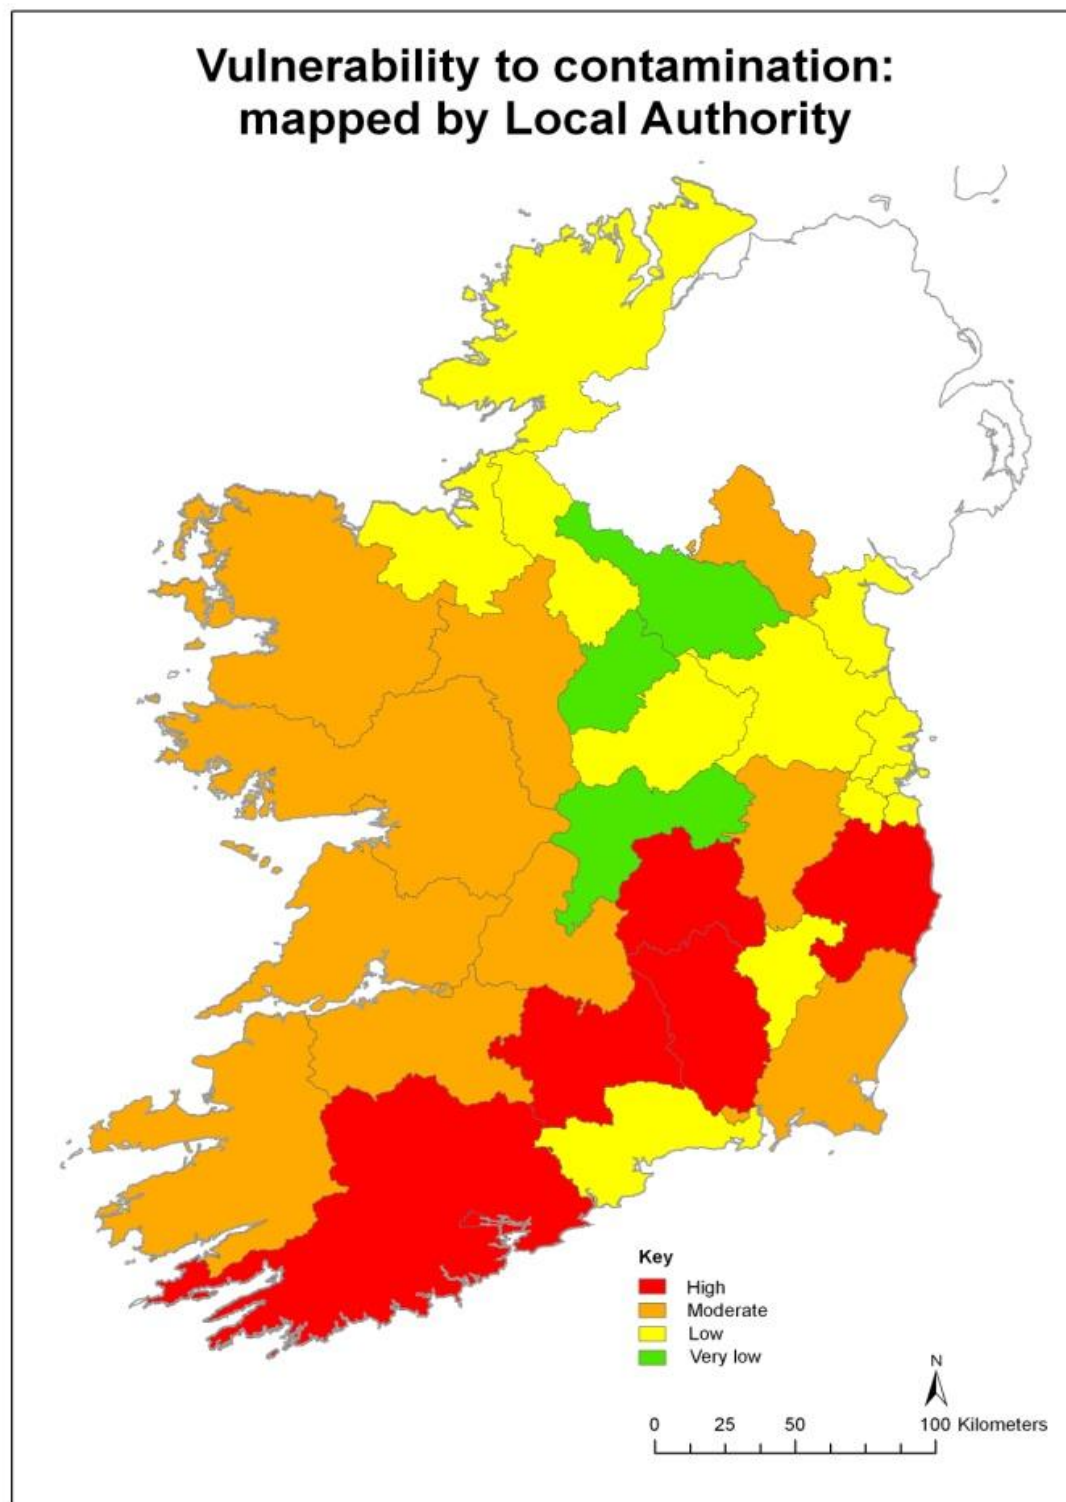 Vulnerability to contamination:
mapped by Local Authority
Key
High
Moderate
Low
Very low
N
0 25 50 100 Kilometers